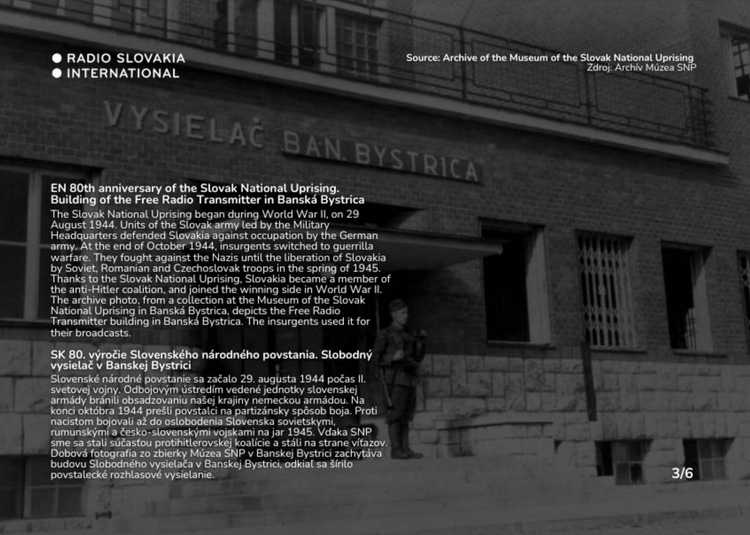 RADIO SLOVAKIA
INTERNATIONAL
Source: Archive of the Museum of the Slovak National Uprising
Zdroj: Archív Múzea SNP
VYSIELAČ BAN. BYSTRICA
EN 80th anniversary of the Slovak National Uprising.
Building of the Free Radio Transmitter in Banská Bystrica
The Slovak National Uprising began during World War II, on 29
August 1944. Units of the Slovak army led by the Military
Headquarters defended Slovakia against occupation by the German
army. At the end of October 1944, insurgents switched to guerrilla
warfare. They fought against the Nazis until the liberation of Slovakia
by Soviet, Romanian and Czechoslovak troops in the spring of 1945.
Thanks to the Slovak National Uprising, Slovakia became a member of
the anti-Hitler coalition, and joined the winning side in World War II.
The archive photo, from a collection at the Museum of the Slovak
National Uprising in Banská Bystrica, depicts the Free Radio
Transmitter building in Banská Bystrica. The insurgents used it for
their broadcasts.
SK 80. výročie Slovenského národného povstania. Slobodný
vysielač v Banskej Bystrici
Slovenské národné povstanie sa začalo 29. augusta 1944 počas II.
svetovej vojny. Odbojovým ústredím vedené jednotky slovenskej
armády bránili obsadzovaniu našej krajiny nemeckou armádou. Na
konci októbra 1944 prešli povstalci na partizánsky spôsob boja. Proti
nacistom bojovali až do oslobodenia Slovenska sovietskymi,
rumunskými a česko-slovenskými vojskami na jar 1945. Vďaka SNP
sme sa stali súčasťou protihitlerovskej koalície a stáli na strane víťazov.
Dobová fotografia zo zbierky Múzea SNP v Banskej Bystrici zachytáva
budovu Slobodného vysielača v Banskej Bystrici, odkiaľ sa šírilo
povstalecké rozhlasové vysielanie.
3/6